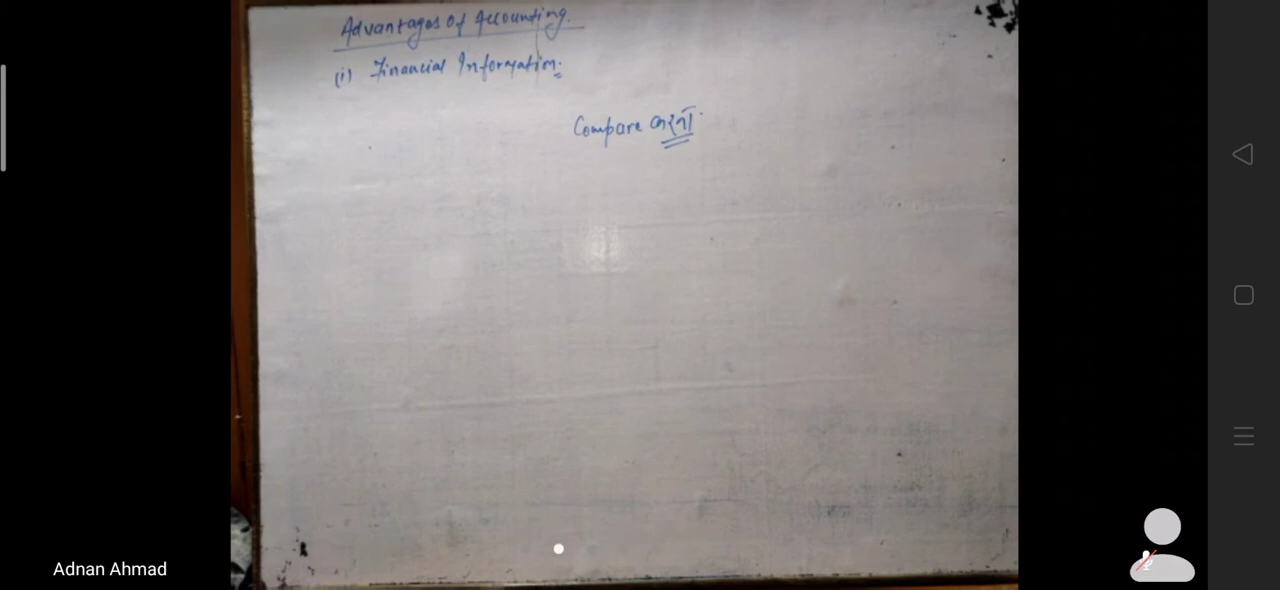 Advantages Of Accounting.
(i) Financial Information.
Compare करना
Adnan Ahmad